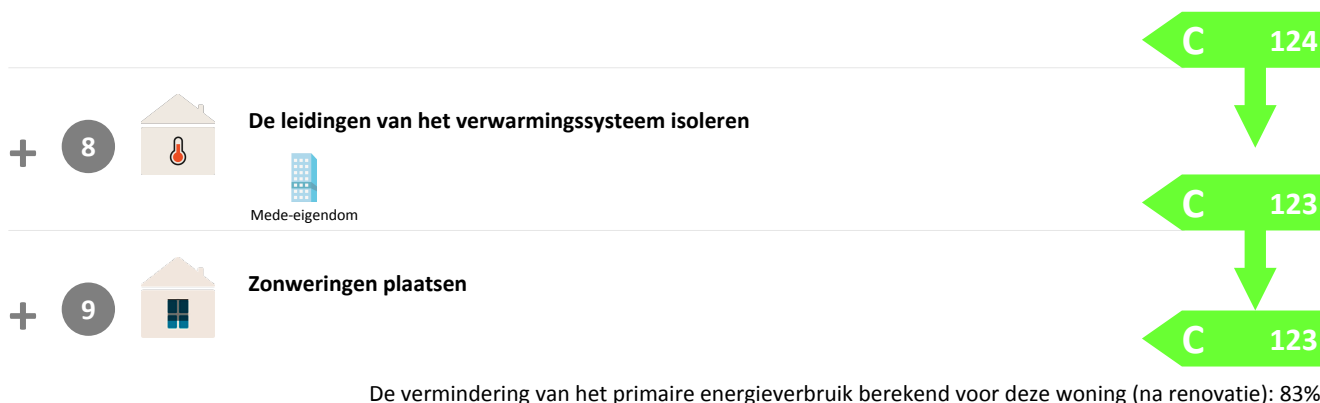 C 124
+ 8 De leidingen van het verwarmingssysteem isoleren
Mede-eigendom
C 123
+ 9 Zonweringen plaatsen
C 123
De vermindering van het primaire energieverbruik berekend voor deze woning (na renovatie): 83%